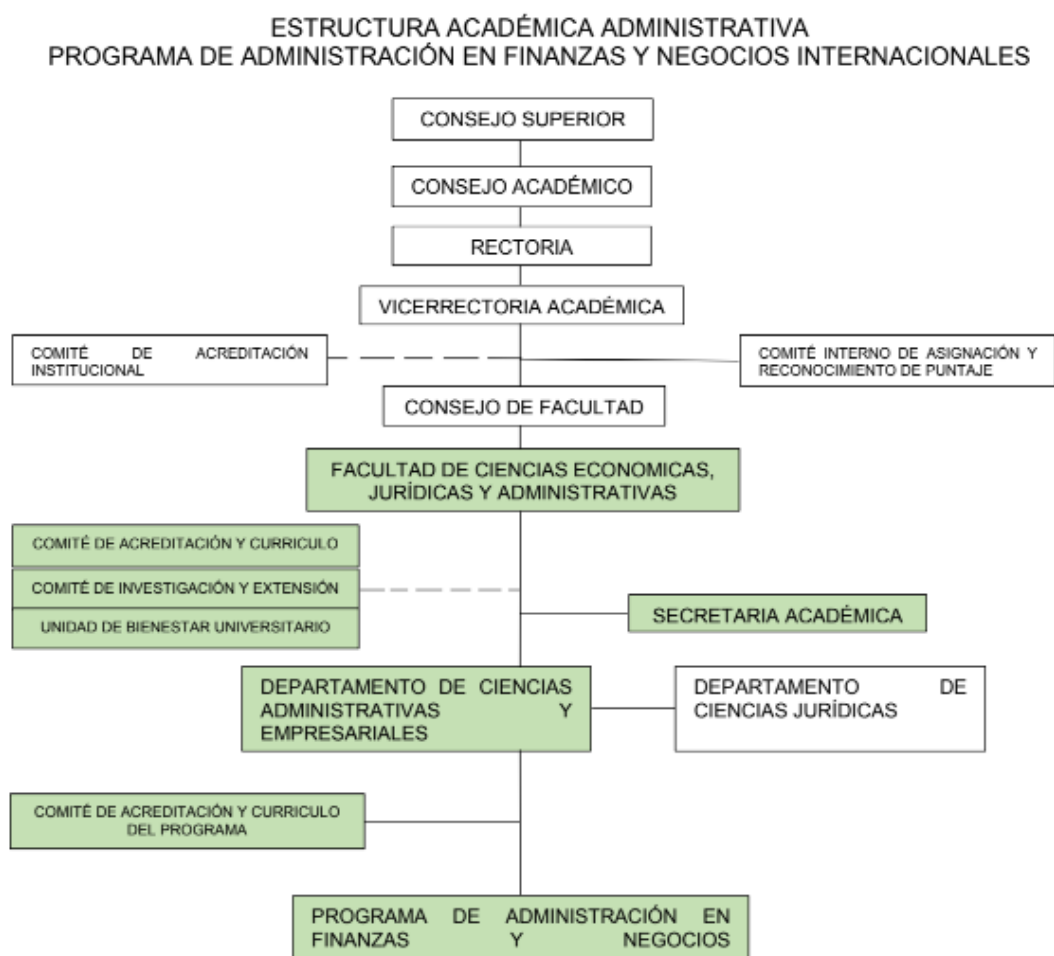 ESTRUCTURA ACADÉMICA ADMINISTRATIVA
PROGRAMA DE ADMINISTRACIÓN EN FINANZAS Y NEGOCIOS INTERNACIONALES
CONSEJO SUPERIOR
CONSEJO ACADÉMICO
RECTORIA
VICERRECTORIA ACADÉMICA
COMITÉ DE ACREDITACIÓN
INSTITUCIONAL
COMITÉ INTERNO DE ASIGNACIÓN Y
RECONOCIMIENTO DE PUNTAJE
CONSEJO DE FACULTAD
FACULTAD DE CIENCIAS ECONOMICAS,
JURÍDICAS Y ADMINISTRATIVAS
COMITÉ DE ACREDITACIÓN Y CURRICULO
COMITÉ DE INVESTIGACIÓN Y EXTENSIÓN
UNIDAD DE BIENESTAR UNIVERSITARIO
SECRETARIA ACADÉMICA
DEPARTAMENTO DE CIENCIAS
ADMINISTRATIVAS Y
EMPRESARIALES
DEPARTAMENTO DE
CIENCIAS JURÍDICAS
COMITÉ DE ACREDITACIÓN Y CURRICULO
DEL PROGRAMA
PROGRAMA DE ADMINISTRACIÓN EN
FINANZAS Y NEGOCIOS